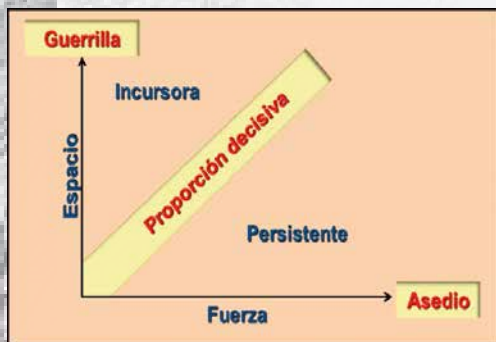 Guerrilla
Incursora
Proporción decisiva
Espacio
Persistente
Fuerza
Asedio